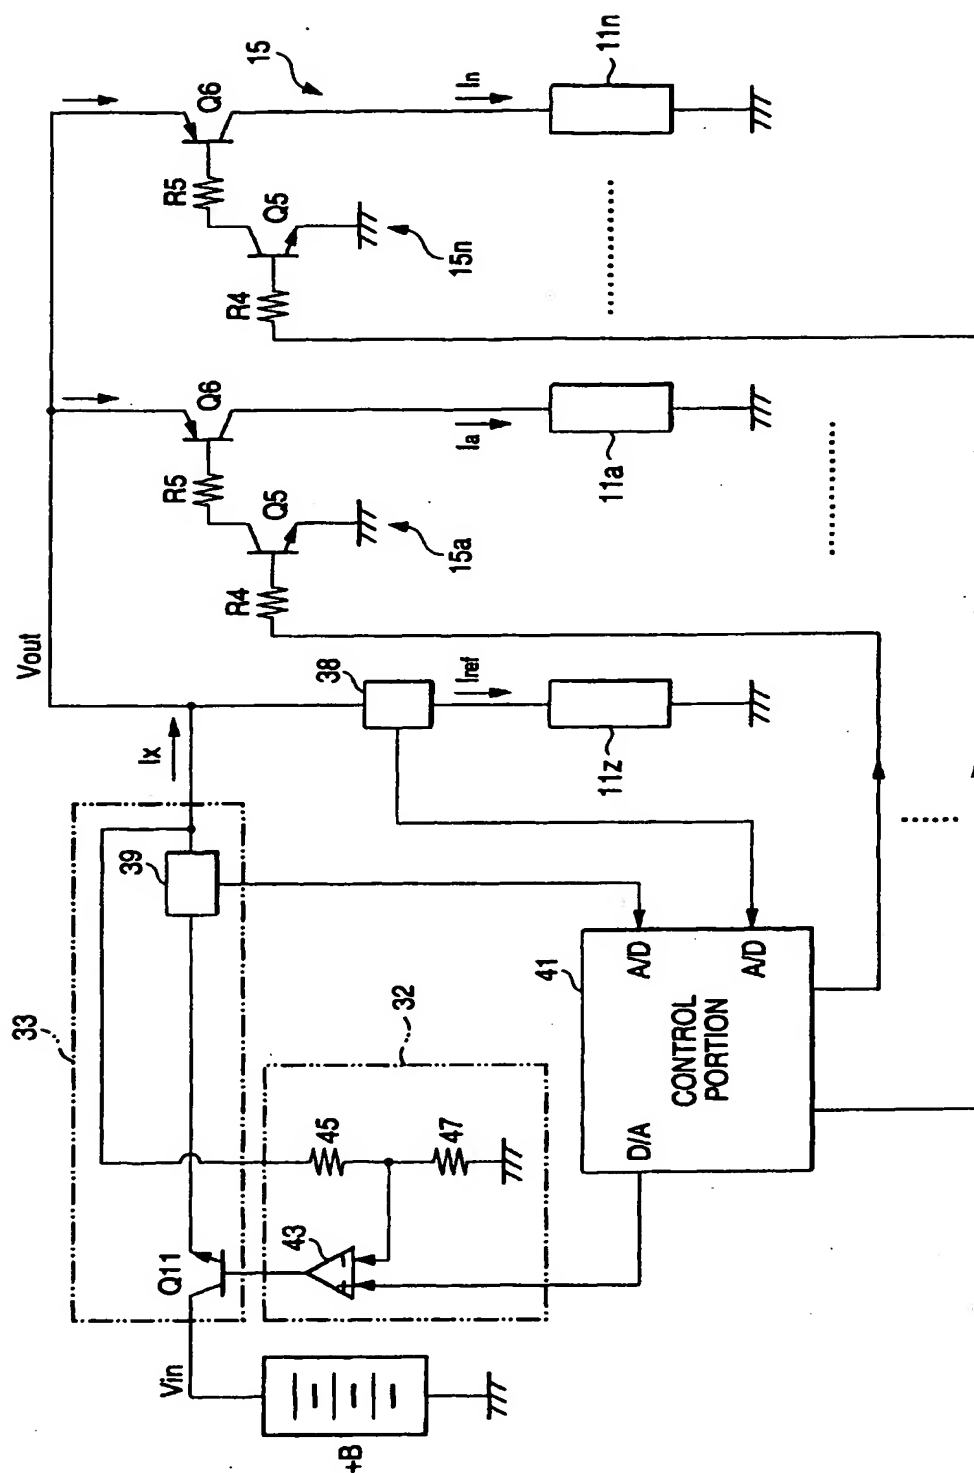 +B
Vin
Q11
33
39
Ix
Vout
43
45
47
32
41
D/A
A/D
A/D
CONTROL
PORTION
38
Iref
11z
R4
Q5
R5
Q6
15a
Ia
11a
R4
Q5
R5
Q6
15n
15
In
11n